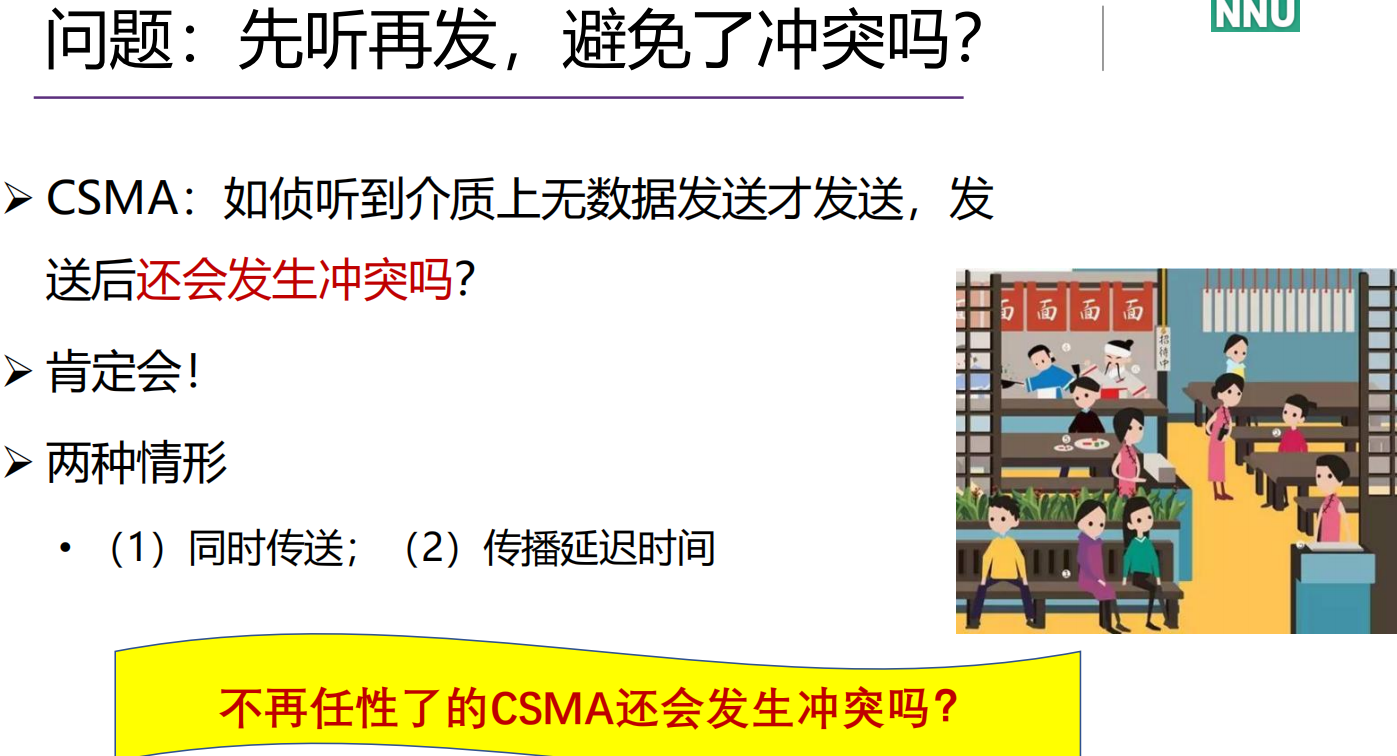 问题：先听再发，避免了冲突吗？
NNU
➢ CSMA：如侦听到介质上无数据发送才发送，发
送后还会发生冲突吗？
➢ 肯定会！
➢ 两种情形
• （1）同时传送；（2）传播延迟时间
面 面 面 面
招待中
不再任性了的CSMA还会发生冲突吗？